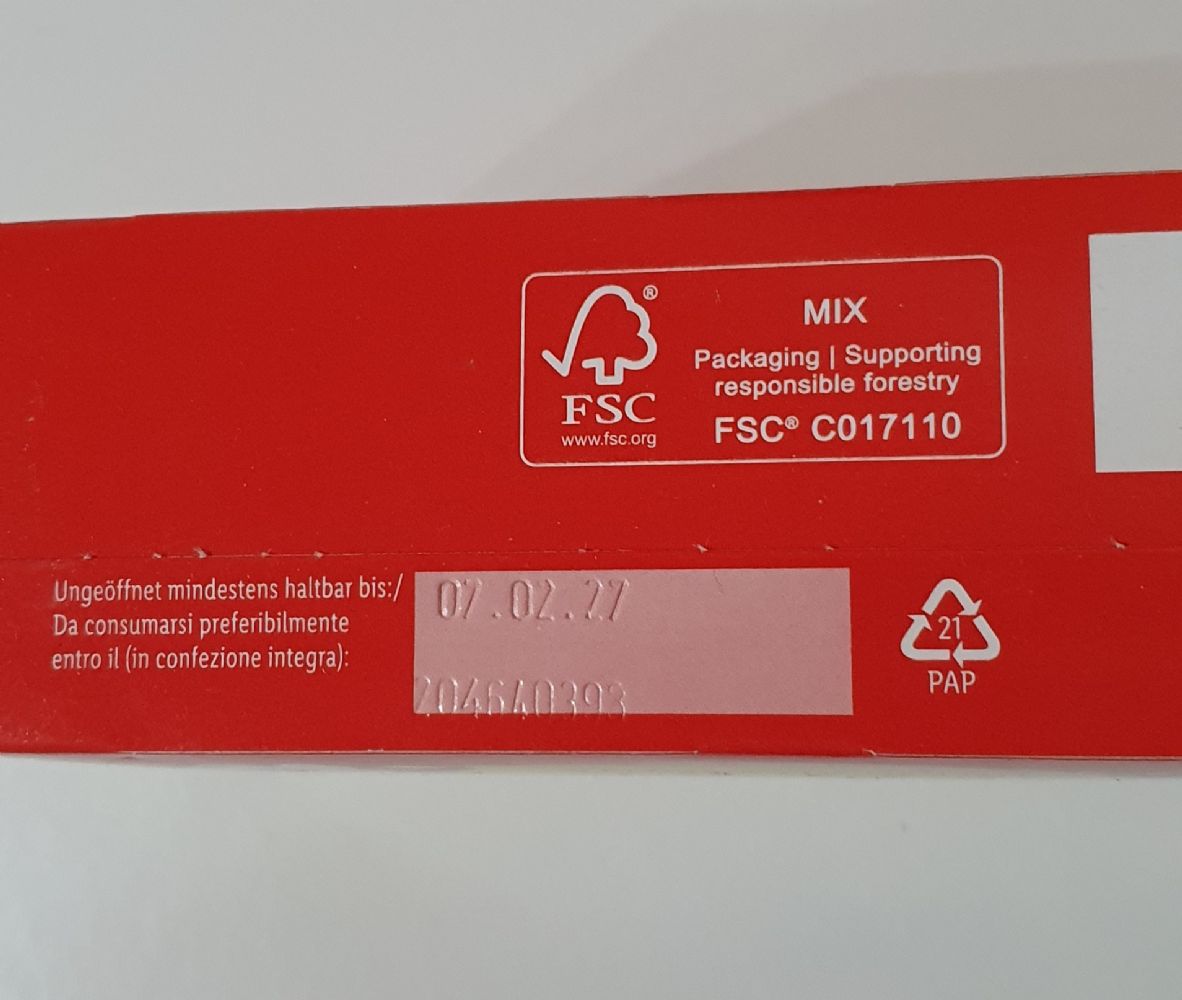 ®
MIX
Packaging | Supporting
responsible forestry
FSC
www.fsc.org
FSC® C017110
Ungeöffnet mindestens haltbar bis:/
Da consumarsi preferibilmente
entro il (in confezione integra):
07.02.27
204640393
21
PAP